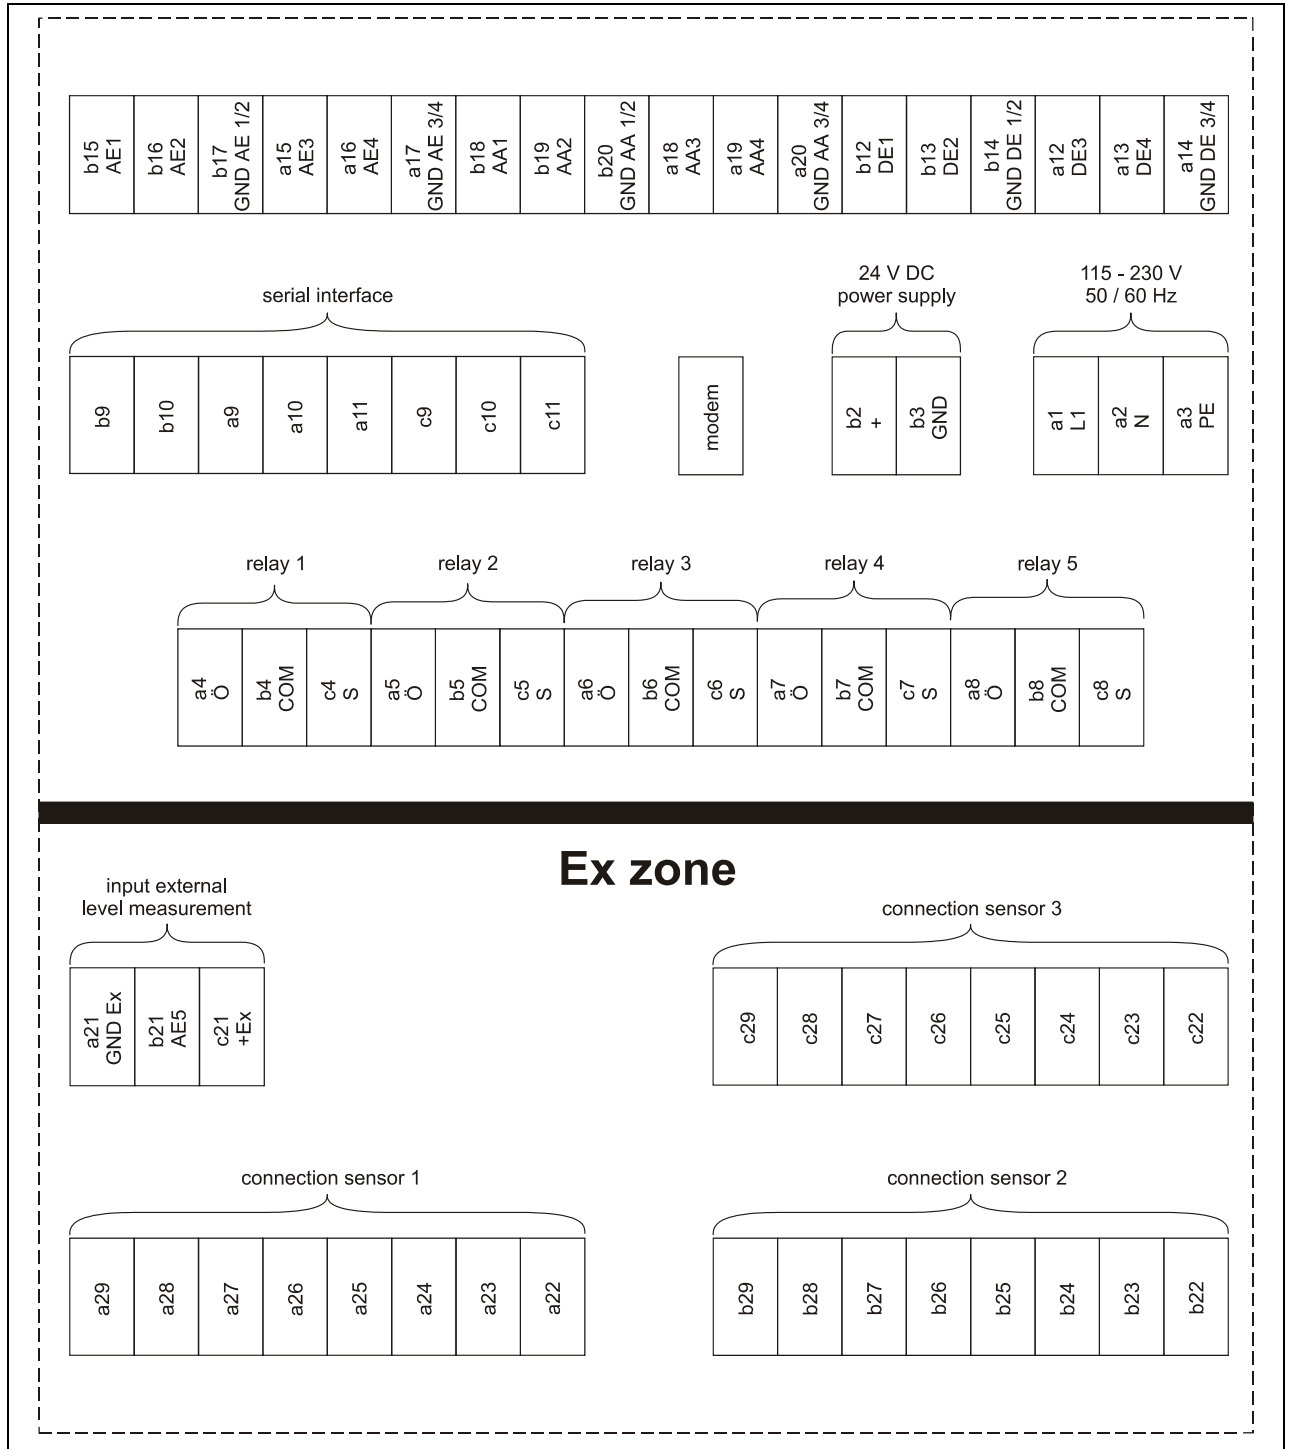 b15
AE1
b16
AE2
b17
GND AE 1/2
a15
AE3
a16
AE4
a17
GND AE 3/4
b18
AA1
b19
AA2
b20
GND AA 1/2
a18
AA3
a19
AA4
a20
GND AA 3/4
b12
DE1
b13
DE2
b14
GND DE 1/2
a12
DE3
a13
DE4
a14
GND DE 3/4
serial interface
24 V DC
power supply
115 - 230 V
50 / 60 Hz
b9
b10
a9
a10
a11
c9
c10
c11
modem
b2
+
b3
GND
a1
L1
a2
N
a3
PE
relay 1
relay 2
relay 3
relay 4
relay 5
a4
Ö
b4
COM
c4
S
a5
Ö
b5
COM
c5
S
a6
Ö
b6
COM
c6
S
a7
Ö
b7
COM
c7
S
a8
Ö
b8
COM
c8
S
Ex zone
input external
level measurement
connection sensor 3
a21
GND Ex
b21
AE5
c21
+Ex
c29
c28
c27
c26
c25
c24
c23
c22
connection sensor 1
connection sensor 2
a29
a28
a27
a26
a25
a24
a23
a22
b29
b28
b27
b26
b25
b24
b23
b22